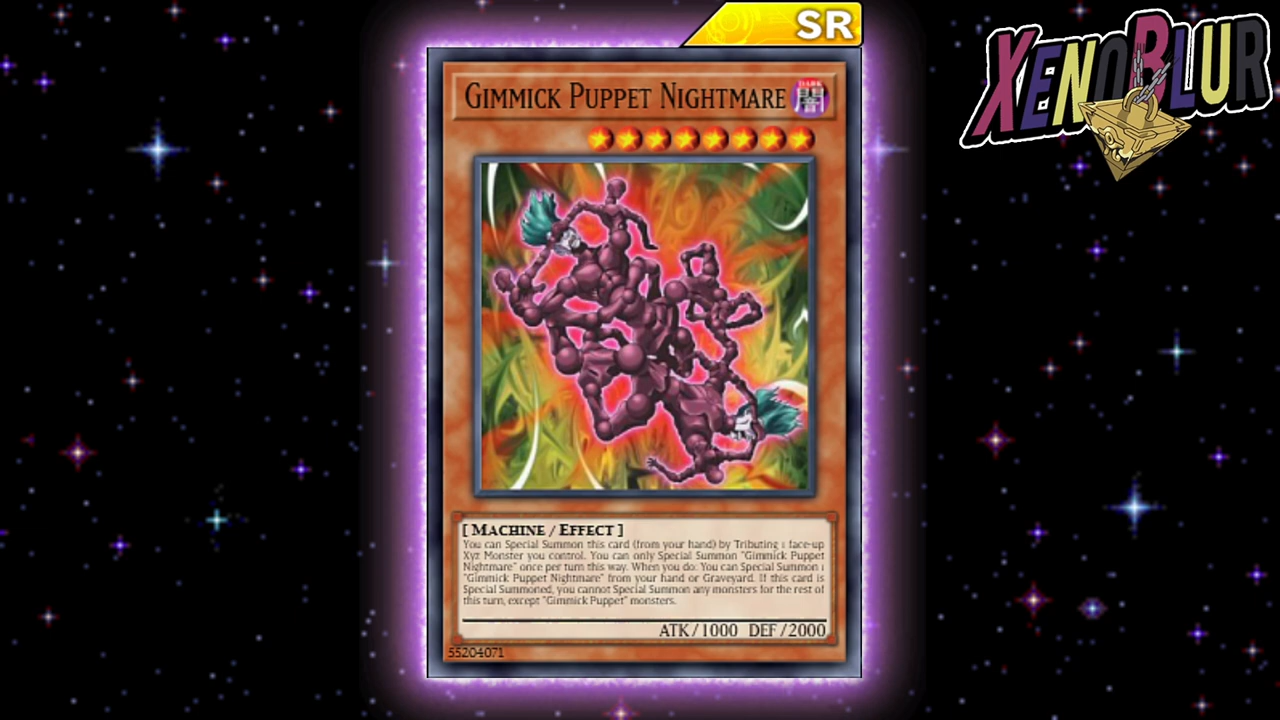 SR
XENOBLUR
GIMMICK PUPPET NIGHTMARE
DARK
闇
[ MACHINE / EFFECT ]
You can Special Summon this card (from your hand) by Tributing 1 face-up
Xyz Monster you control. You can only Special Summon "Gimmick Puppet
Nightmare" once per turn this way. When you do: You can Special Summon 1
"Gimmick Puppet Nightmare" from your hand or Graveyard. If this card is
Special Summoned, you cannot Special Summon any monsters for the rest of
this turn, except "Gimmick Puppet" monsters.
ATK / 1000 DEF / 2000
55204071